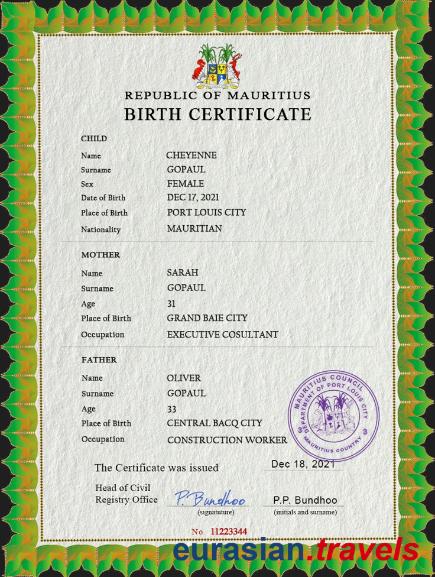 REPUBLIC OF MAURITIUS
BIRTH CERTIFICATE
CHILD
Name CHEYENNE
Surname GOPAUL
Sex FEMALE
Date of Birth DEC 17, 2021
Place of Birth PORT LOUIS CITY
Nationality MAURITIAN
MOTHER
Name SARAH
Surname GOPAUL
Age 31
Place of Birth GRAND BAIE CITY
Occupation EXECUTIVE COSULTANT
FATHER
Name OLIVER
Surname GOPAUL
Age 33
Place of Birth CENTRAL BACQ CITY
Occupation CONSTRUCTION WORKER
MAURITIUS COUNCIL
DEPARTMENT OF PORT LOUIS CITY
MAURITIUS COUNTRY
The Certificate was issued Dec 18, 2021
Head of Civil
Registry Office P.Bundhoo P.P. Bundhoo
(signature) (initials and surname)
No 11223344
eurasian.travels